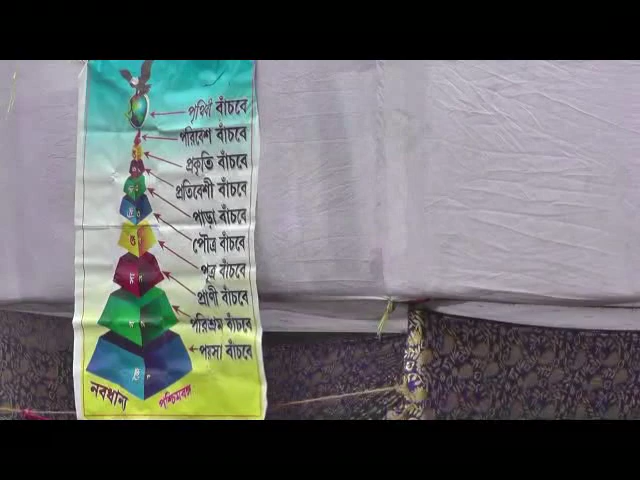 পৃথিবী বাঁচবে
পরিবেশ বাঁচবে
প্রকৃতি বাঁচবে
প্রতিবেশী বাঁচবে
পাড়া বাঁচবে
পৌত্র বাঁচবে
পুত্র বাঁচবে
প্রাণী বাঁচবে
পরিশ্রম বাঁচবে
পয়সা বাঁচবে
নবধান্য
পশ্চিমবঙ্গ